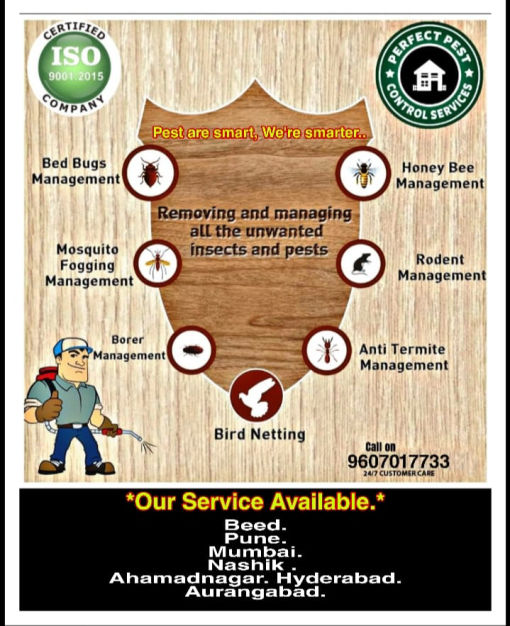 CERTIFIED
ISO
9001:2015
COMPANY
PERFECT PEST
CONTROL SERVICES
Pest are smart, We're smarter..
Bed Bugs
Management
Honey Bee
Management
Removing and managing
all the unwanted
insects and pests
Mosquito
Fogging
Management
Rodent
Management
Borer
Management
Anti Termite
Management
Bird Netting
Call on
9607017733
24/7 CUSTOMER CARE
*Our Service Available.*
Beed.
Pune.
Mumbai.
Nashik .
Ahamadnagar. Hyderabad.
Aurangabad.